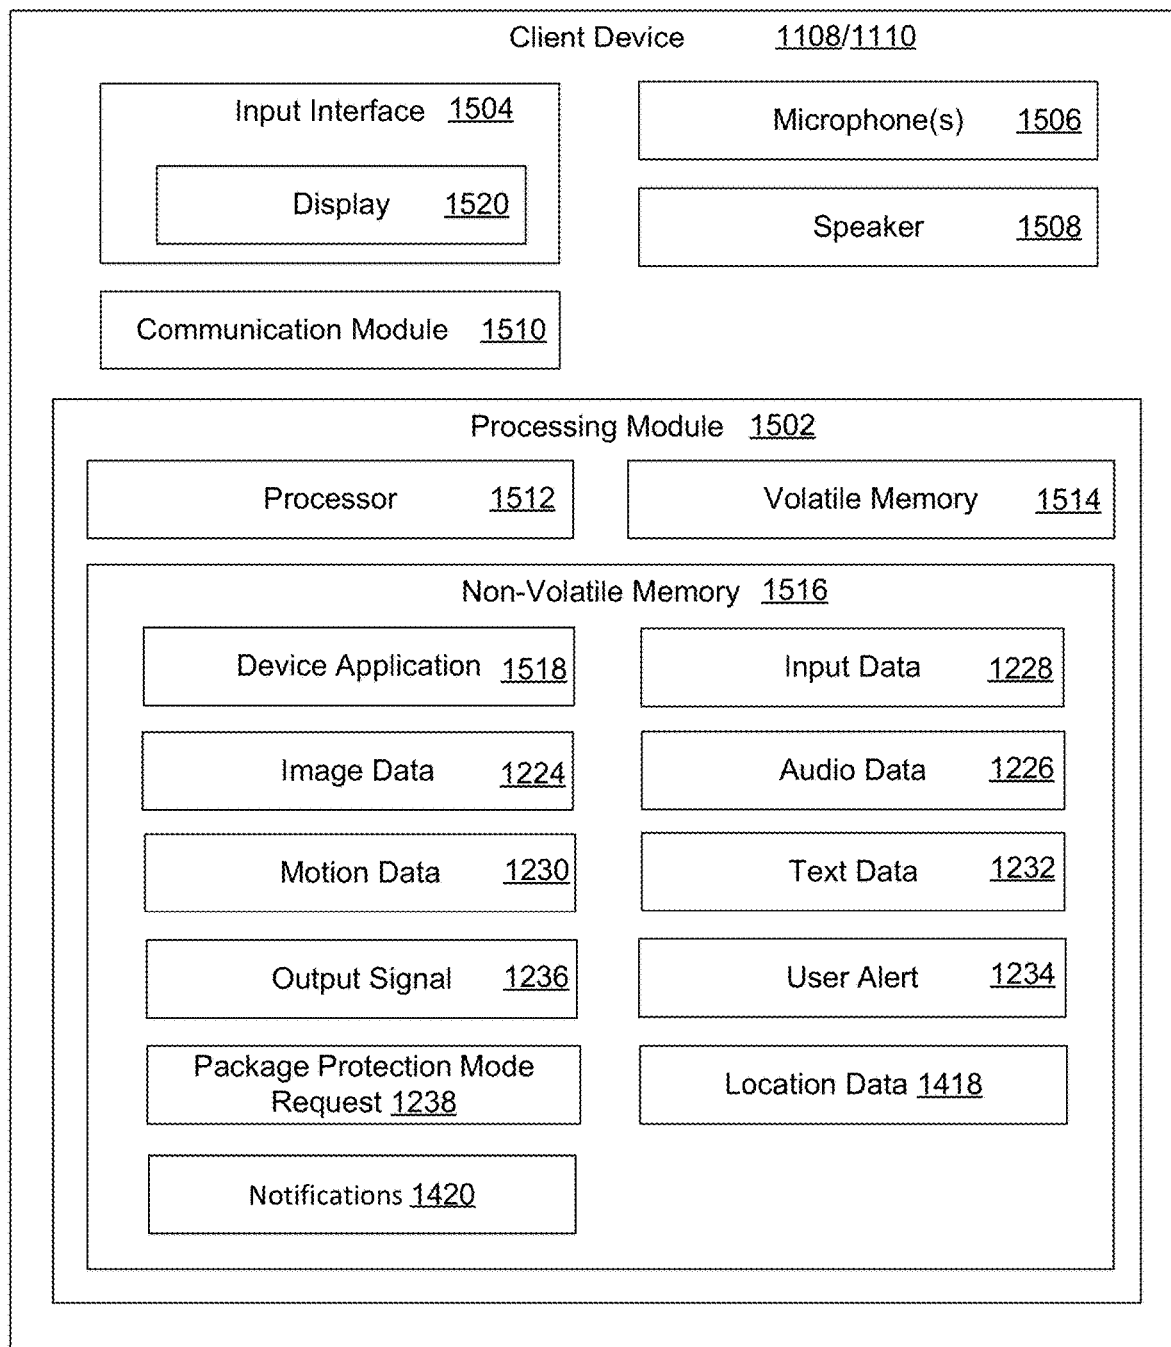 Client Device 1108/1110
Input Interface 1504
Display 1520
Microphone(s) 1506
Speaker 1508
Communication Module 1510
Processing Module 1502
Processor 1512
Volatile Memory 1514
Non-Volatile Memory 1516
Device Application 1518
Input Data 1228
Image Data 1224
Audio Data 1226
Motion Data 1230
Text Data 1232
Output Signal 1236
User Alert 1234
Package Protection Mode
Request 1238
Location Data 1418
Notifications 1420